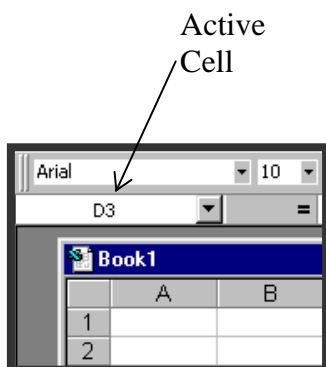 Active
Cell
Arial 10
D3 =
Book1
A B
1
2